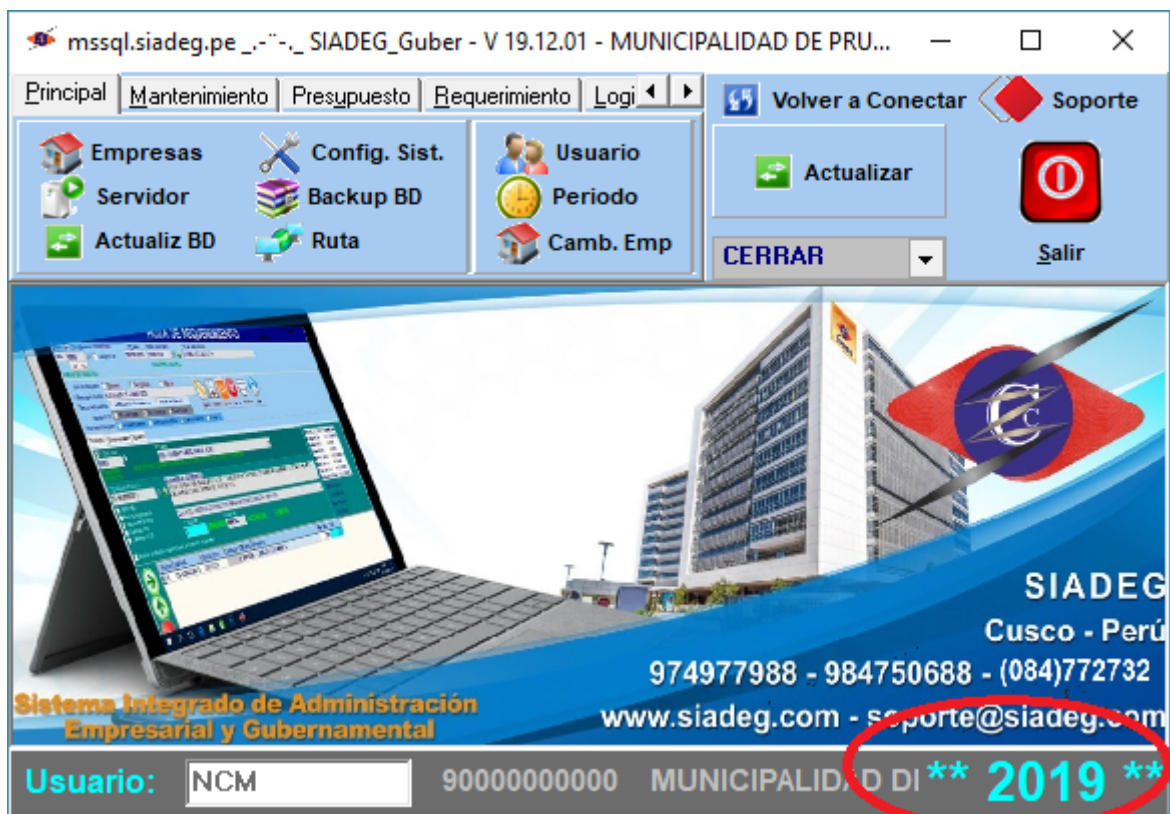 mssql.siadeg.pe _.-¨-._ SIADEG_Guber - V 19.12.01 - MUNICIPALIDAD DE PRU...
Principal Mantenimiento Presupuesto Requerimiento Logi
Volver a Conectar Soporte
Empresas Config. Sist. Usuario
Servidor Backup BD Periodo
Actualiz BD Ruta Camb. Emp
Actualizar
CERRAR
Salir
SIADEG
Cusco - Perú
974977988 - 984750688 - (084)772732
Sistema Integrado de Administración
Empresarial y Gubernamental
www.siadeg.com - soporte@siadeg.com
Usuario: NCM 90000000000 MUNICIPALIDAD DI ** 2019 **